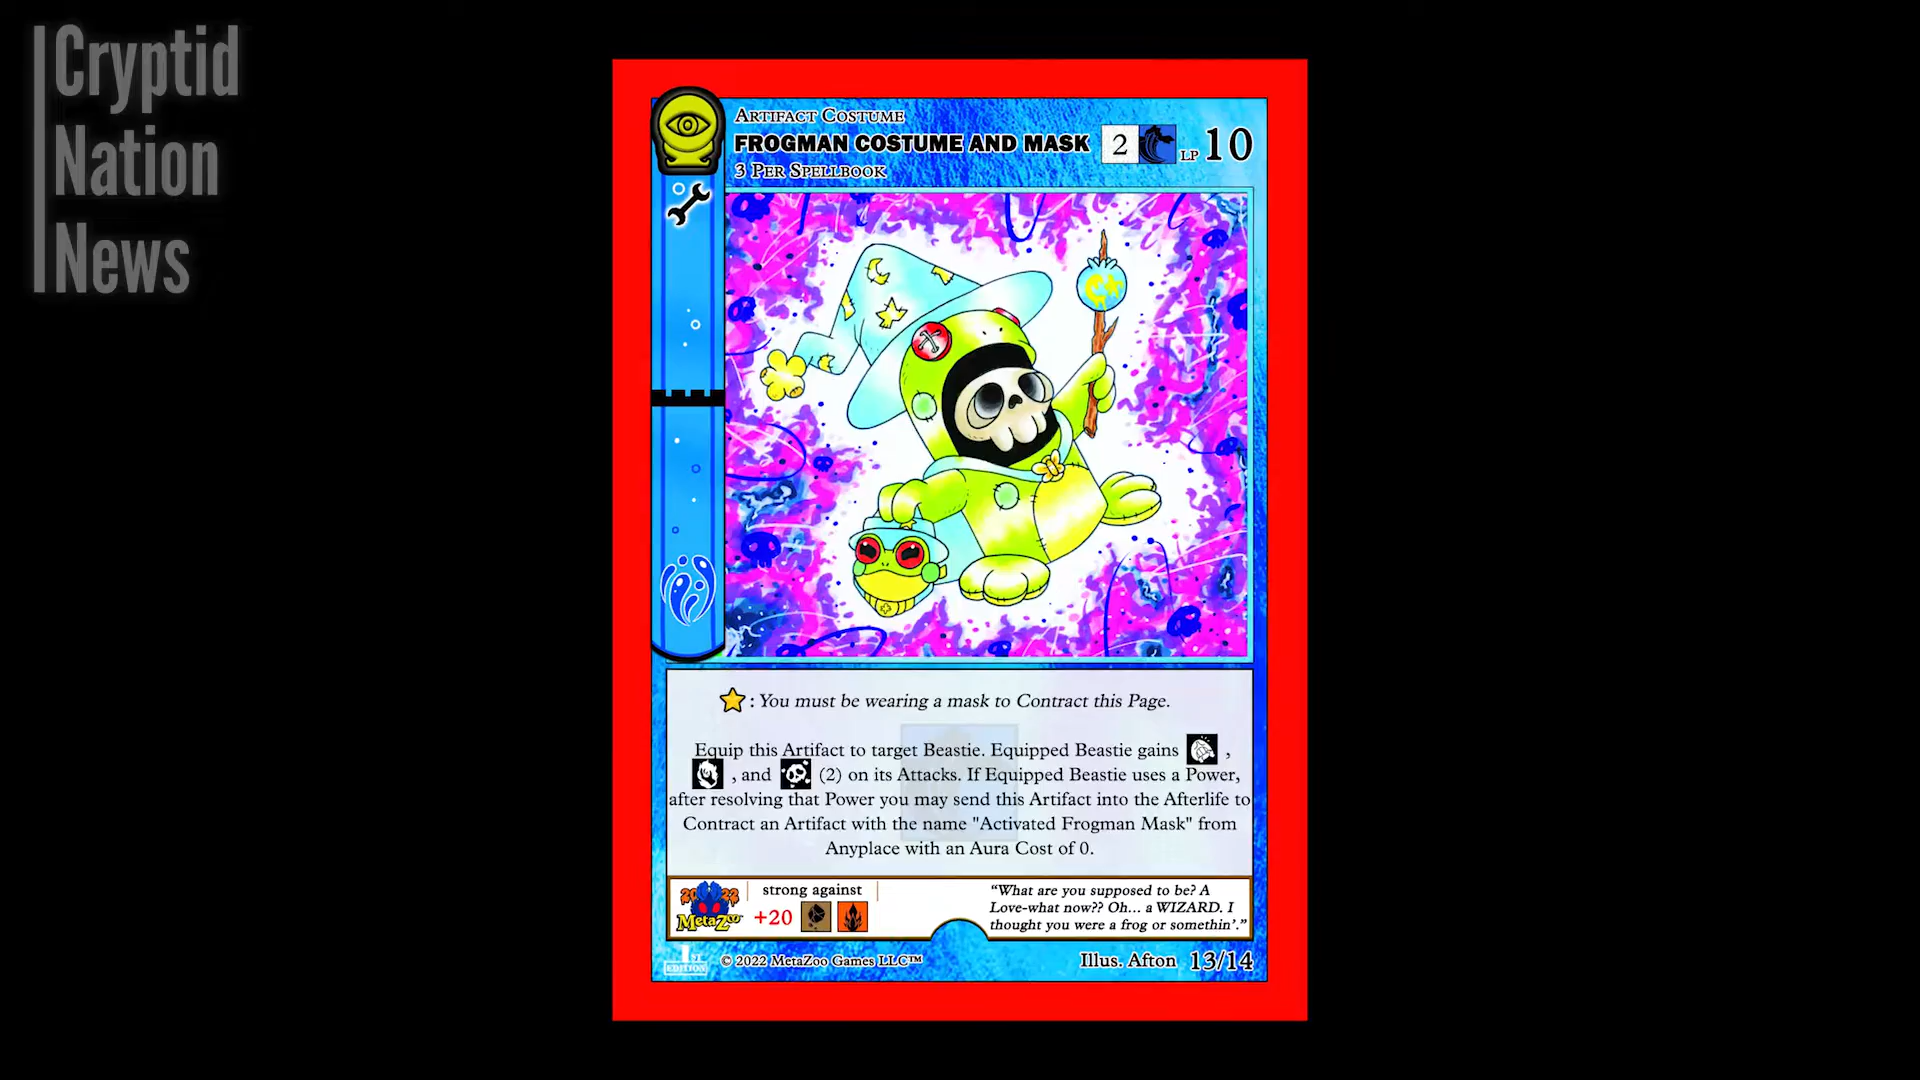 Cryptid
Nation
News
Artifact Costume
FROGMAN COSTUME AND MASK
2
LP 10
3 Per Spellbook
: You must be wearing a mask to Contract this Page.
Equip this Artifact to target Beastie. Equipped Beastie gains ,
, and (2) on its Attacks. If Equipped Beastie uses a Power,
after resolving that Power you may send this Artifact into the Afterlife to
Contract an Artifact with the name "Activated Frogman Mask" from
Anyplace with an Aura Cost of 0.
2022
MetaZoo
strong against
+20
“What are you supposed to be? A
Love-what now?? Oh... a WIZARD. I
thought you were a frog or somethin’.”
1ST
EDITION
© 2022 MetaZoo Games LLC™
Illus. Afton 13/14